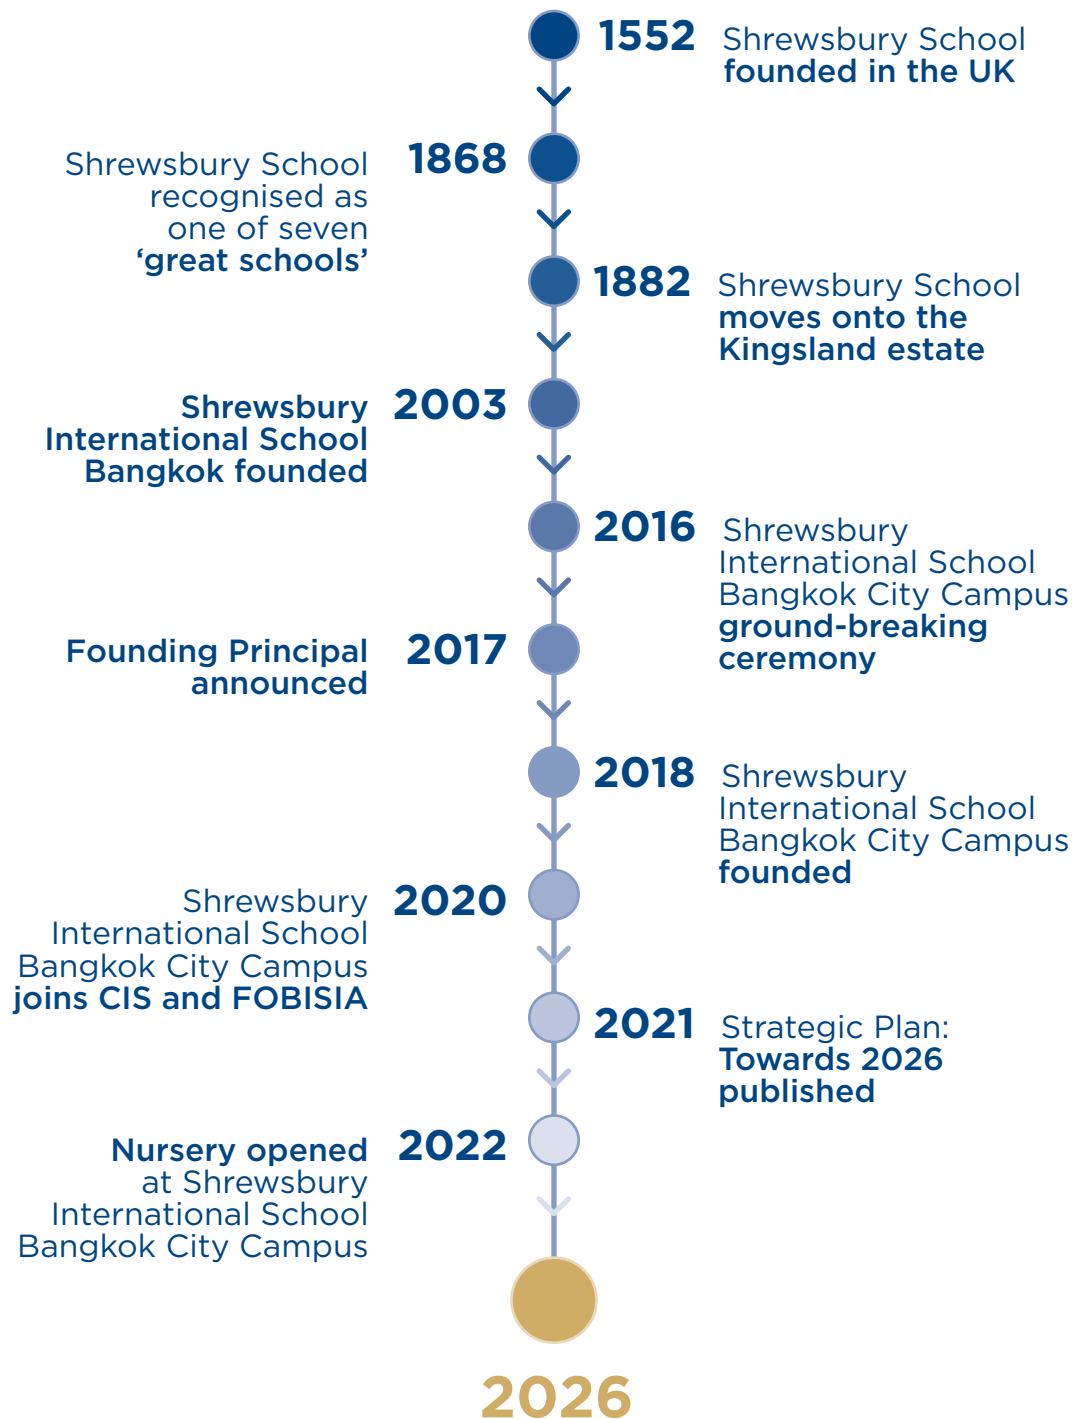 1552
Shrewsbury School
founded in the UK
1868
Shrewsbury School
recognised as
one of seven
‘great schools’
1882
Shrewsbury School
moves onto the
Kingsland estate
2003
Shrewsbury
International School
Bangkok founded
2016
Shrewsbury
International School
Bangkok City Campus
ground-breaking
ceremony
2017
Founding Principal
announced
2018
Shrewsbury
International School
Bangkok City Campus
founded
2020
Shrewsbury
International School
Bangkok City Campus
joins CIS and FOBISIA
2021
Strategic Plan:
Towards 2026
published
2022
Nursery opened
at Shrewsbury
International School
Bangkok City Campus
2026